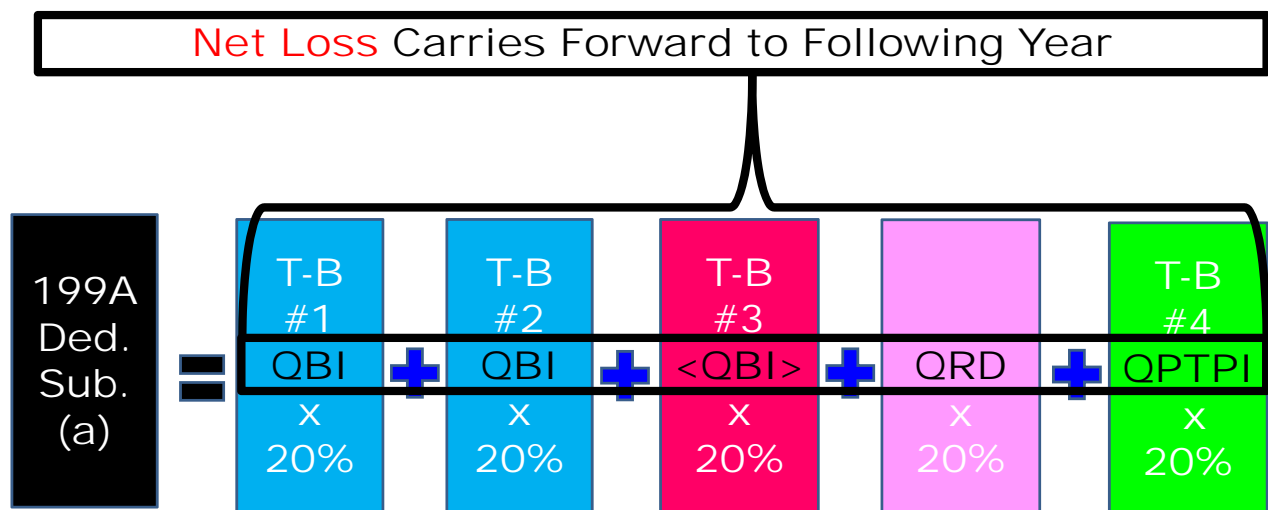 Net Loss Carries Forward to Following Year
199A
Ded.
Sub.
(a)
=
T-B
#1
QBI
x
20%
+
T-B
#2
QBI
x
20%
+
T-B
#3
<QBI>
x
20%
+
QRD
x
20%
+
T-B
#4
QPTPI
x
20%